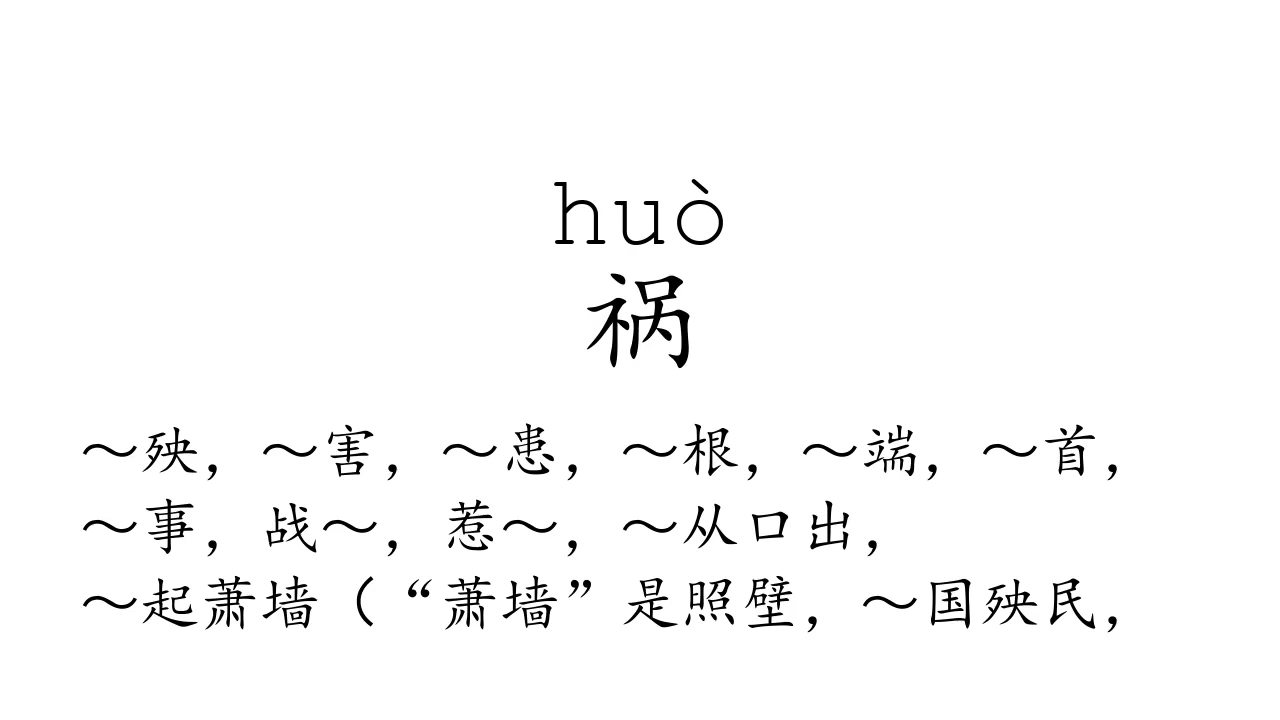 huò
祸
～殃，～害，～患，～根，～端，～首，
～事，战～，惹～，～从口出，
～起萧墙（“萧墙”是照壁，～国殃民，